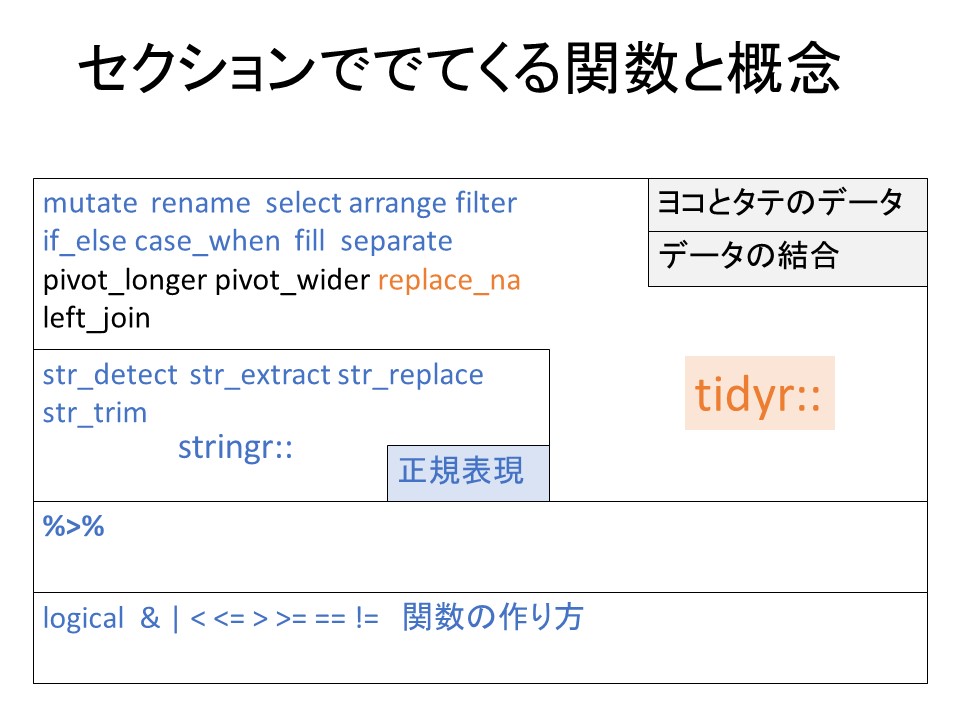 セクションででてくる関数と概念
mutate rename select arrange filter
if_else case_when fill separate
pivot_longer pivot_wider replace_na
left_join
ヨコとタテのデータ
データの結合
str_detect str_extract str_replace
str_trim
stringr::
正規表現
tidyr::
%>%
logical & | < <= > >= == != 関数の作り方